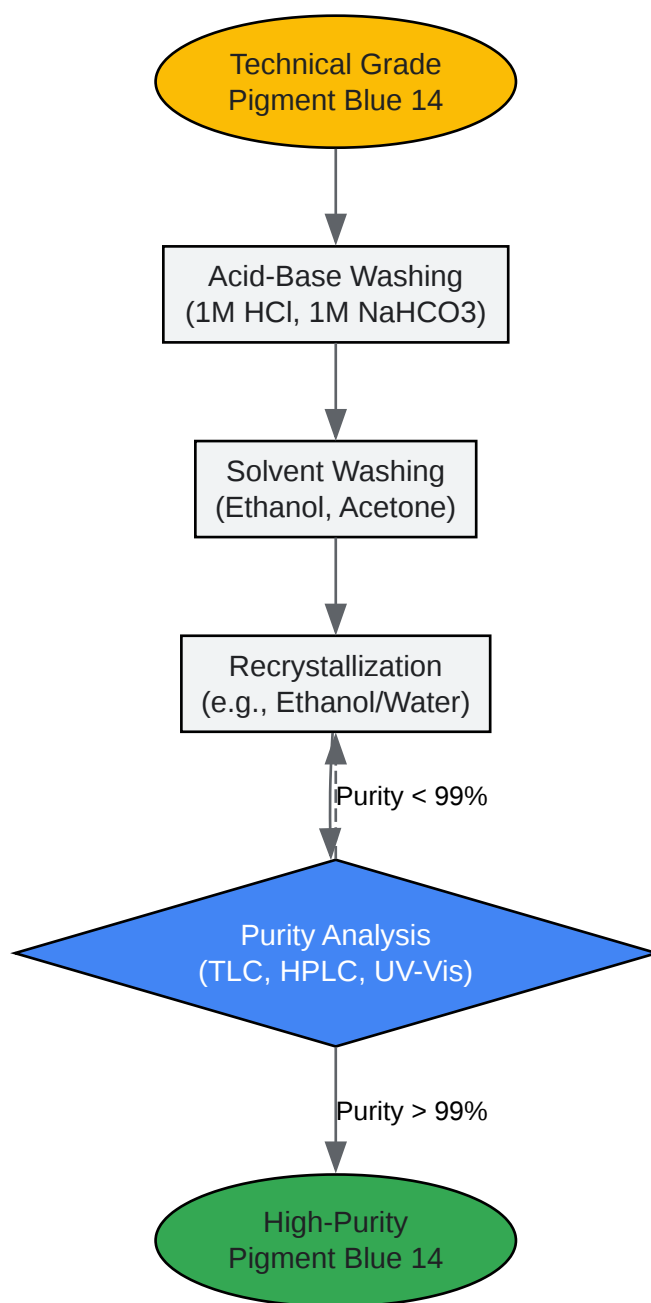 Technical Grade
Pigment Blue 14
Acid-Base Washing
(1M HCl, 1M NaHCO3)
Solvent Washing
(Ethanol, Acetone)
Recrystallization
(e.g., Ethanol/Water)
Purity < 99%
Purity Analysis
(TLC, HPLC, UV-Vis)
Purity > 99%
High-Purity
Pigment Blue 14